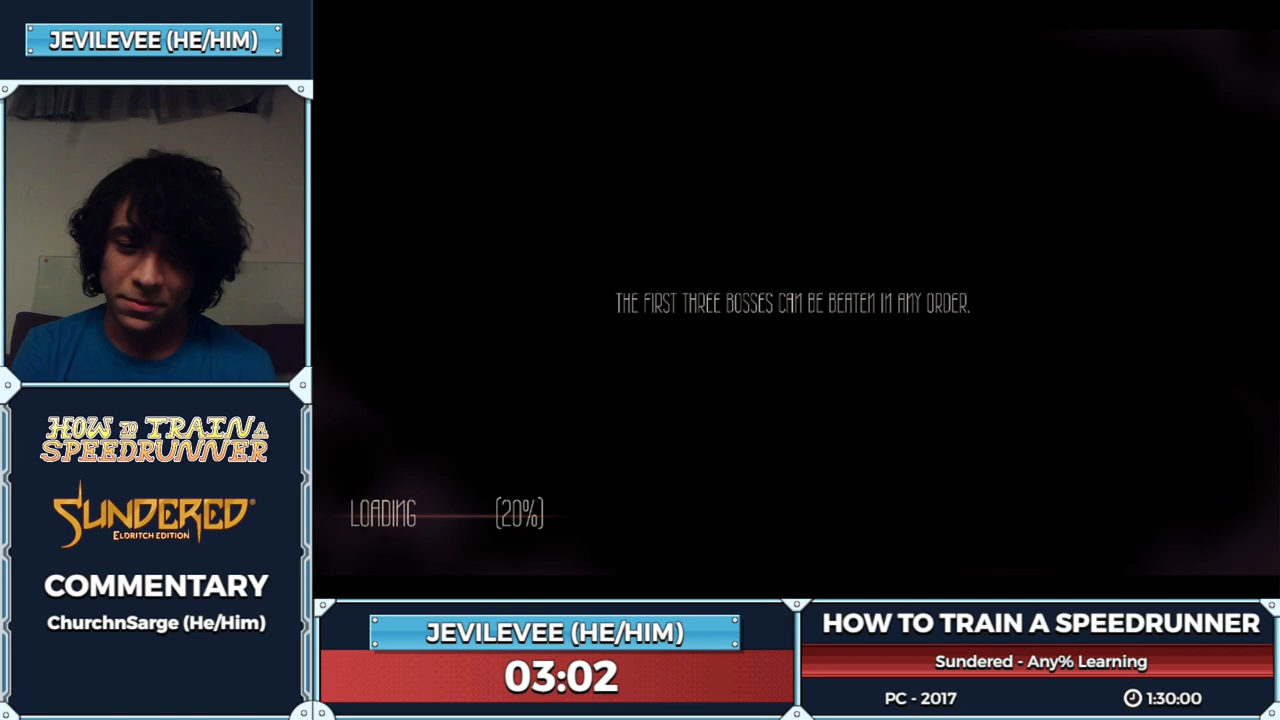 JEVILEVEE (HE/HIM)
HOW TO TRAIN A
SPEEDRUNNER
SUNDERED®
ELDRITCH EDITION
COMMENTARY
ChurchnSarge (He/Him)
THE FIRST THREE BOSSES CAN BE BEATEN IN ANY ORDER.
LOADING (20%)
JEVILEVEE (HE/HIM)
03:02
HOW TO TRAIN A SPEEDRUNNER
Sundered - Any% Learning
PC - 2017 1:30:00